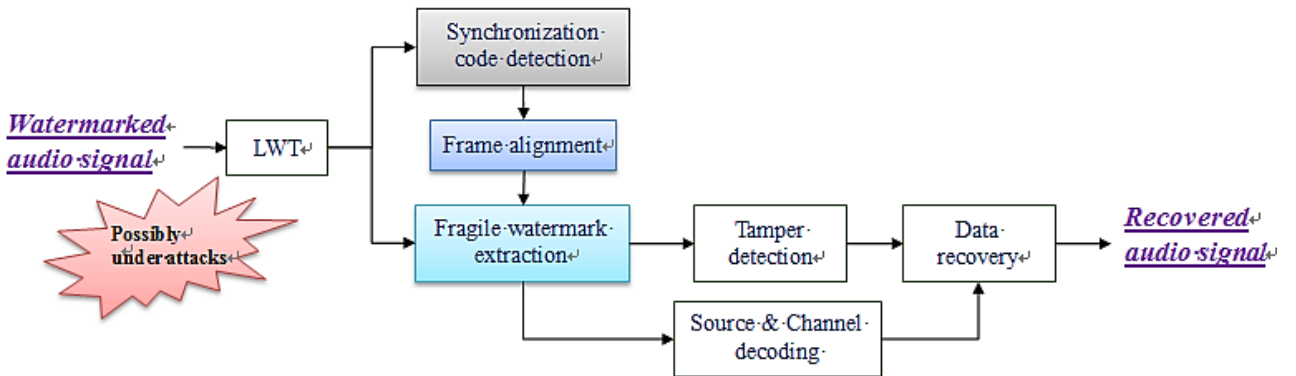 Synchronization
code detection
Watermarked
audio signal
LWT
Frame alignment
Possibly
under attacks
Fragile watermark
extraction
Tamper
detection
Data
recovery
Recovered
audio signal
Source & Channel
decoding